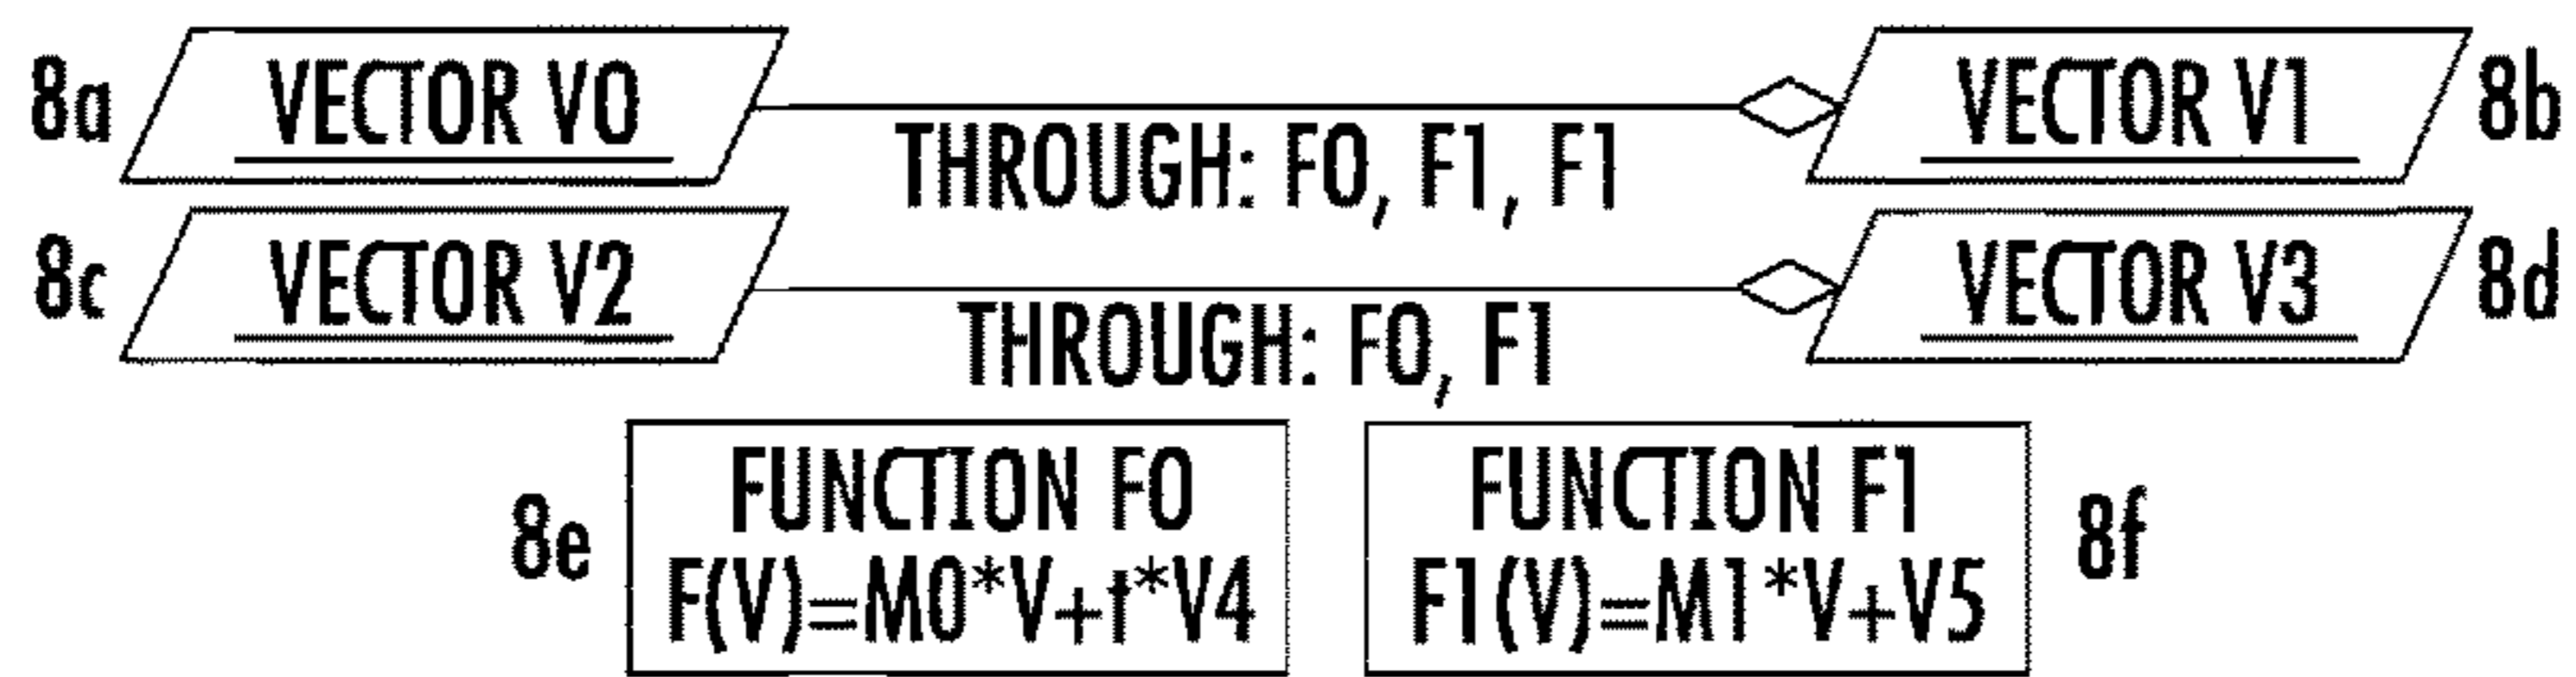 8a VECTOR V0 VECTOR V1 8b
THROUGH: F0, F1, F1
8c VECTOR V2 VECTOR V3 8d
THROUGH: F0, F1
FUNCTION F0 FUNCTION F1
8e F(V)=M0*V+t*V4 F1(V)=M1*V+V5 8f